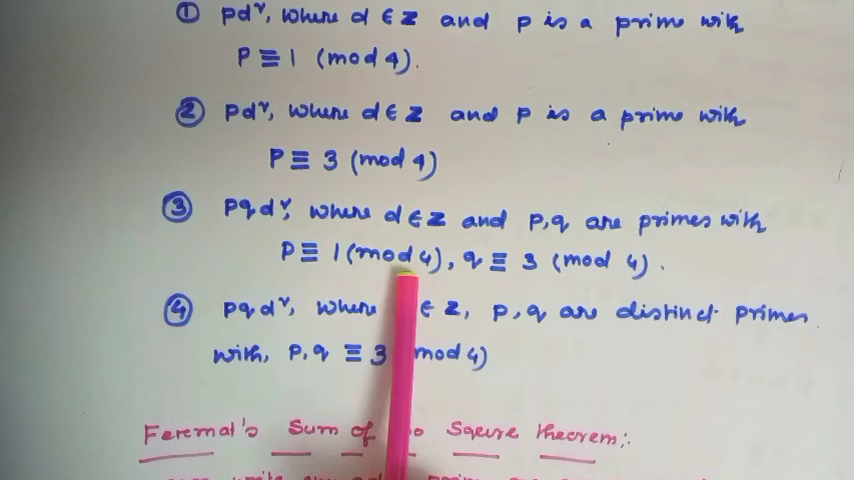 ① pd², where d ∈ Z and p is a prime with
P ≡ 1 (mod 4).
② pd², where d ∈ Z and p is a prime with
P ≡ 3 (mod 4)
③ pqd², where d ∈ Z and p,q are primes with
P ≡ 1 (mod 4), q ≡ 3 (mod 4).
④ pqd², where ∈ Z, p,q are distinct primes
with, p,q ≡ 3 mod 4)
Feremat's Sum of Sqeure theorem: